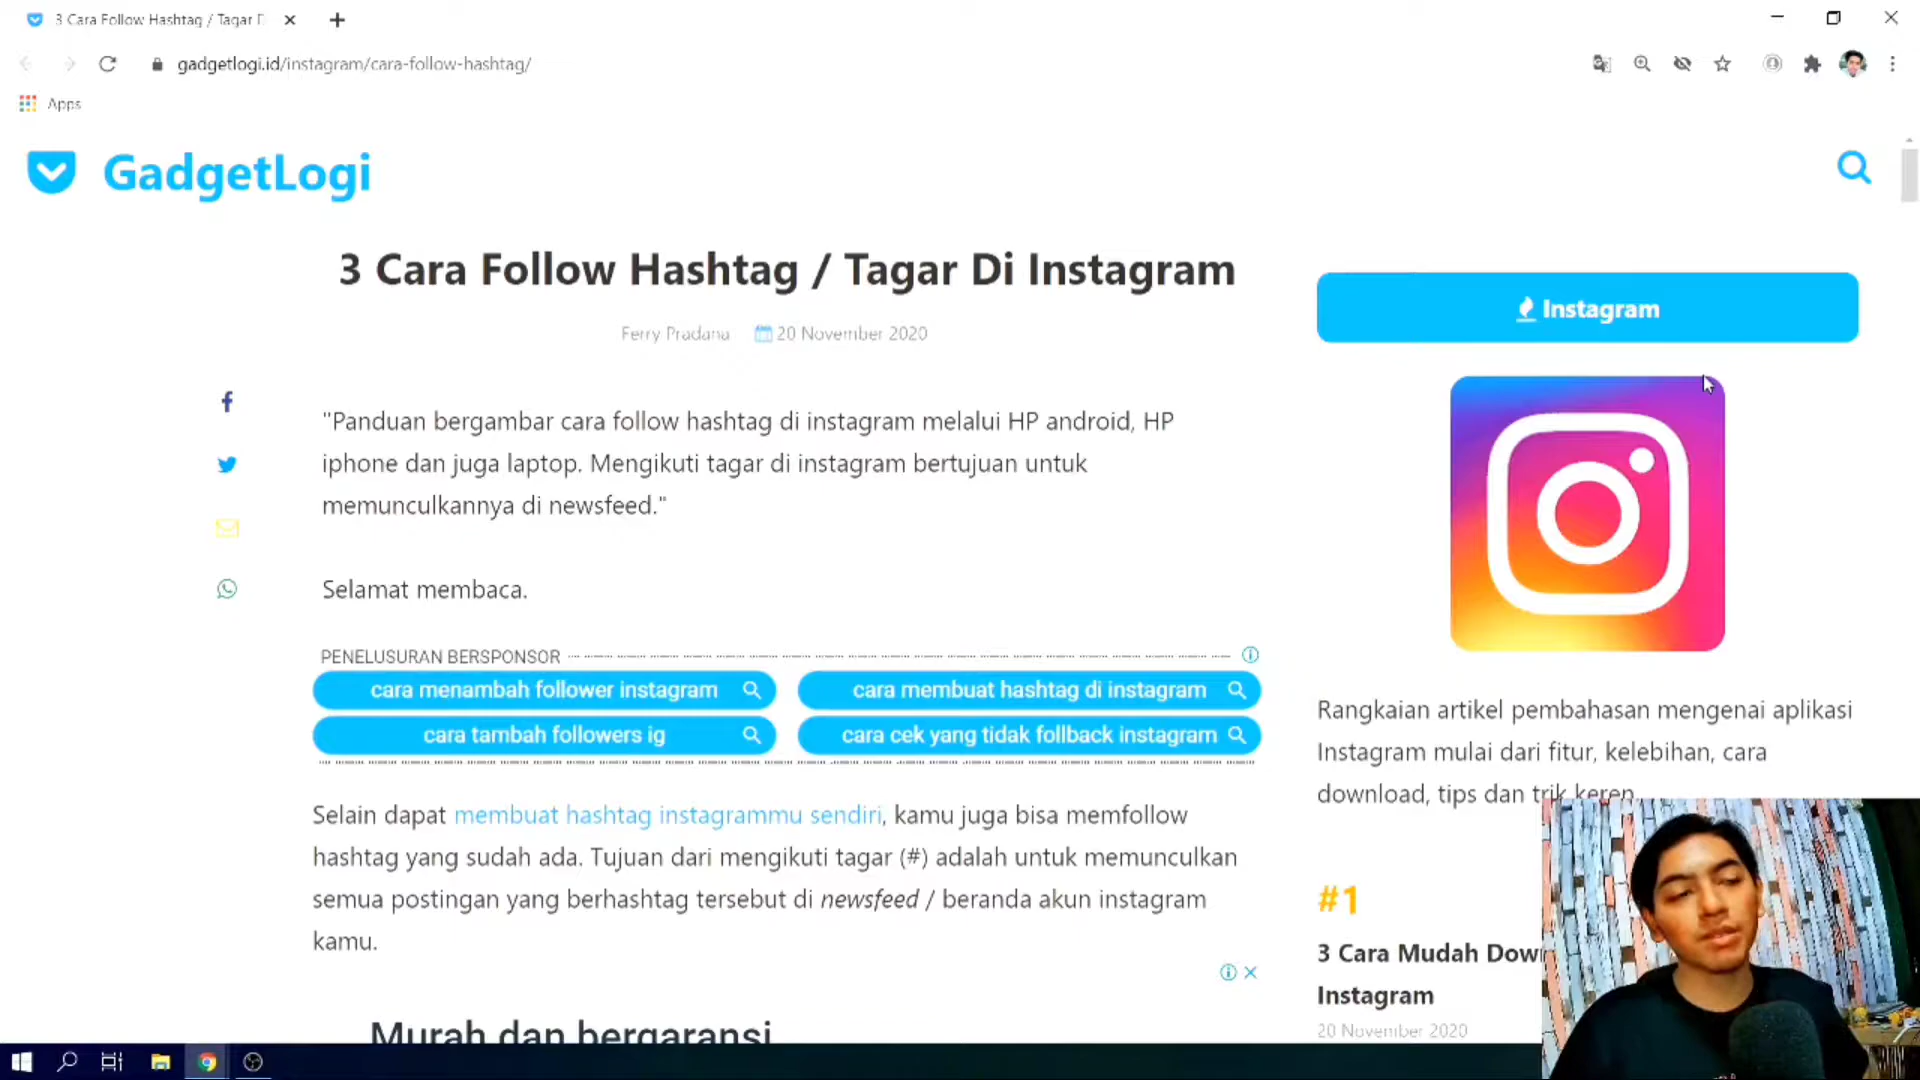 3 Cara Follow Hashtag / Tagar D
gadgetlogi.id/instagram/cara-follow-hashtag/
Apps
GadgetLogi
3 Cara Follow Hashtag / Tagar Di Instagram
Ferry Pradana 20 November 2020
"Panduan bergambar cara follow hashtag di instagram melalui HP android, HP
iphone dan juga laptop. Mengikuti tagar di instagram bertujuan untuk
memunculkannya di newsfeed."
Selamat membaca.
PENELUSURAN BERSPONSOR
cara menambah follower instagram
cara membuat hashtag di instagram
cara tambah followers ig
cara cek yang tidak follback instagram
Selain dapat membuat hashtag instagrammu sendiri, kamu juga bisa memfollow
hashtag yang sudah ada. Tujuan dari mengikuti tagar (#) adalah untuk memunculkan
semua postingan yang berhashtag tersebut di newsfeed / beranda akun instagram
kamu.
Murah dan bergaransi
Instagram
Rangkaian artikel pembahasan mengenai aplikasi
Instagram mulai dari fitur, kelebihan, cara
download, tips dan trik keren
#1
3 Cara Mudah Dow
Instagram
20 November 2020